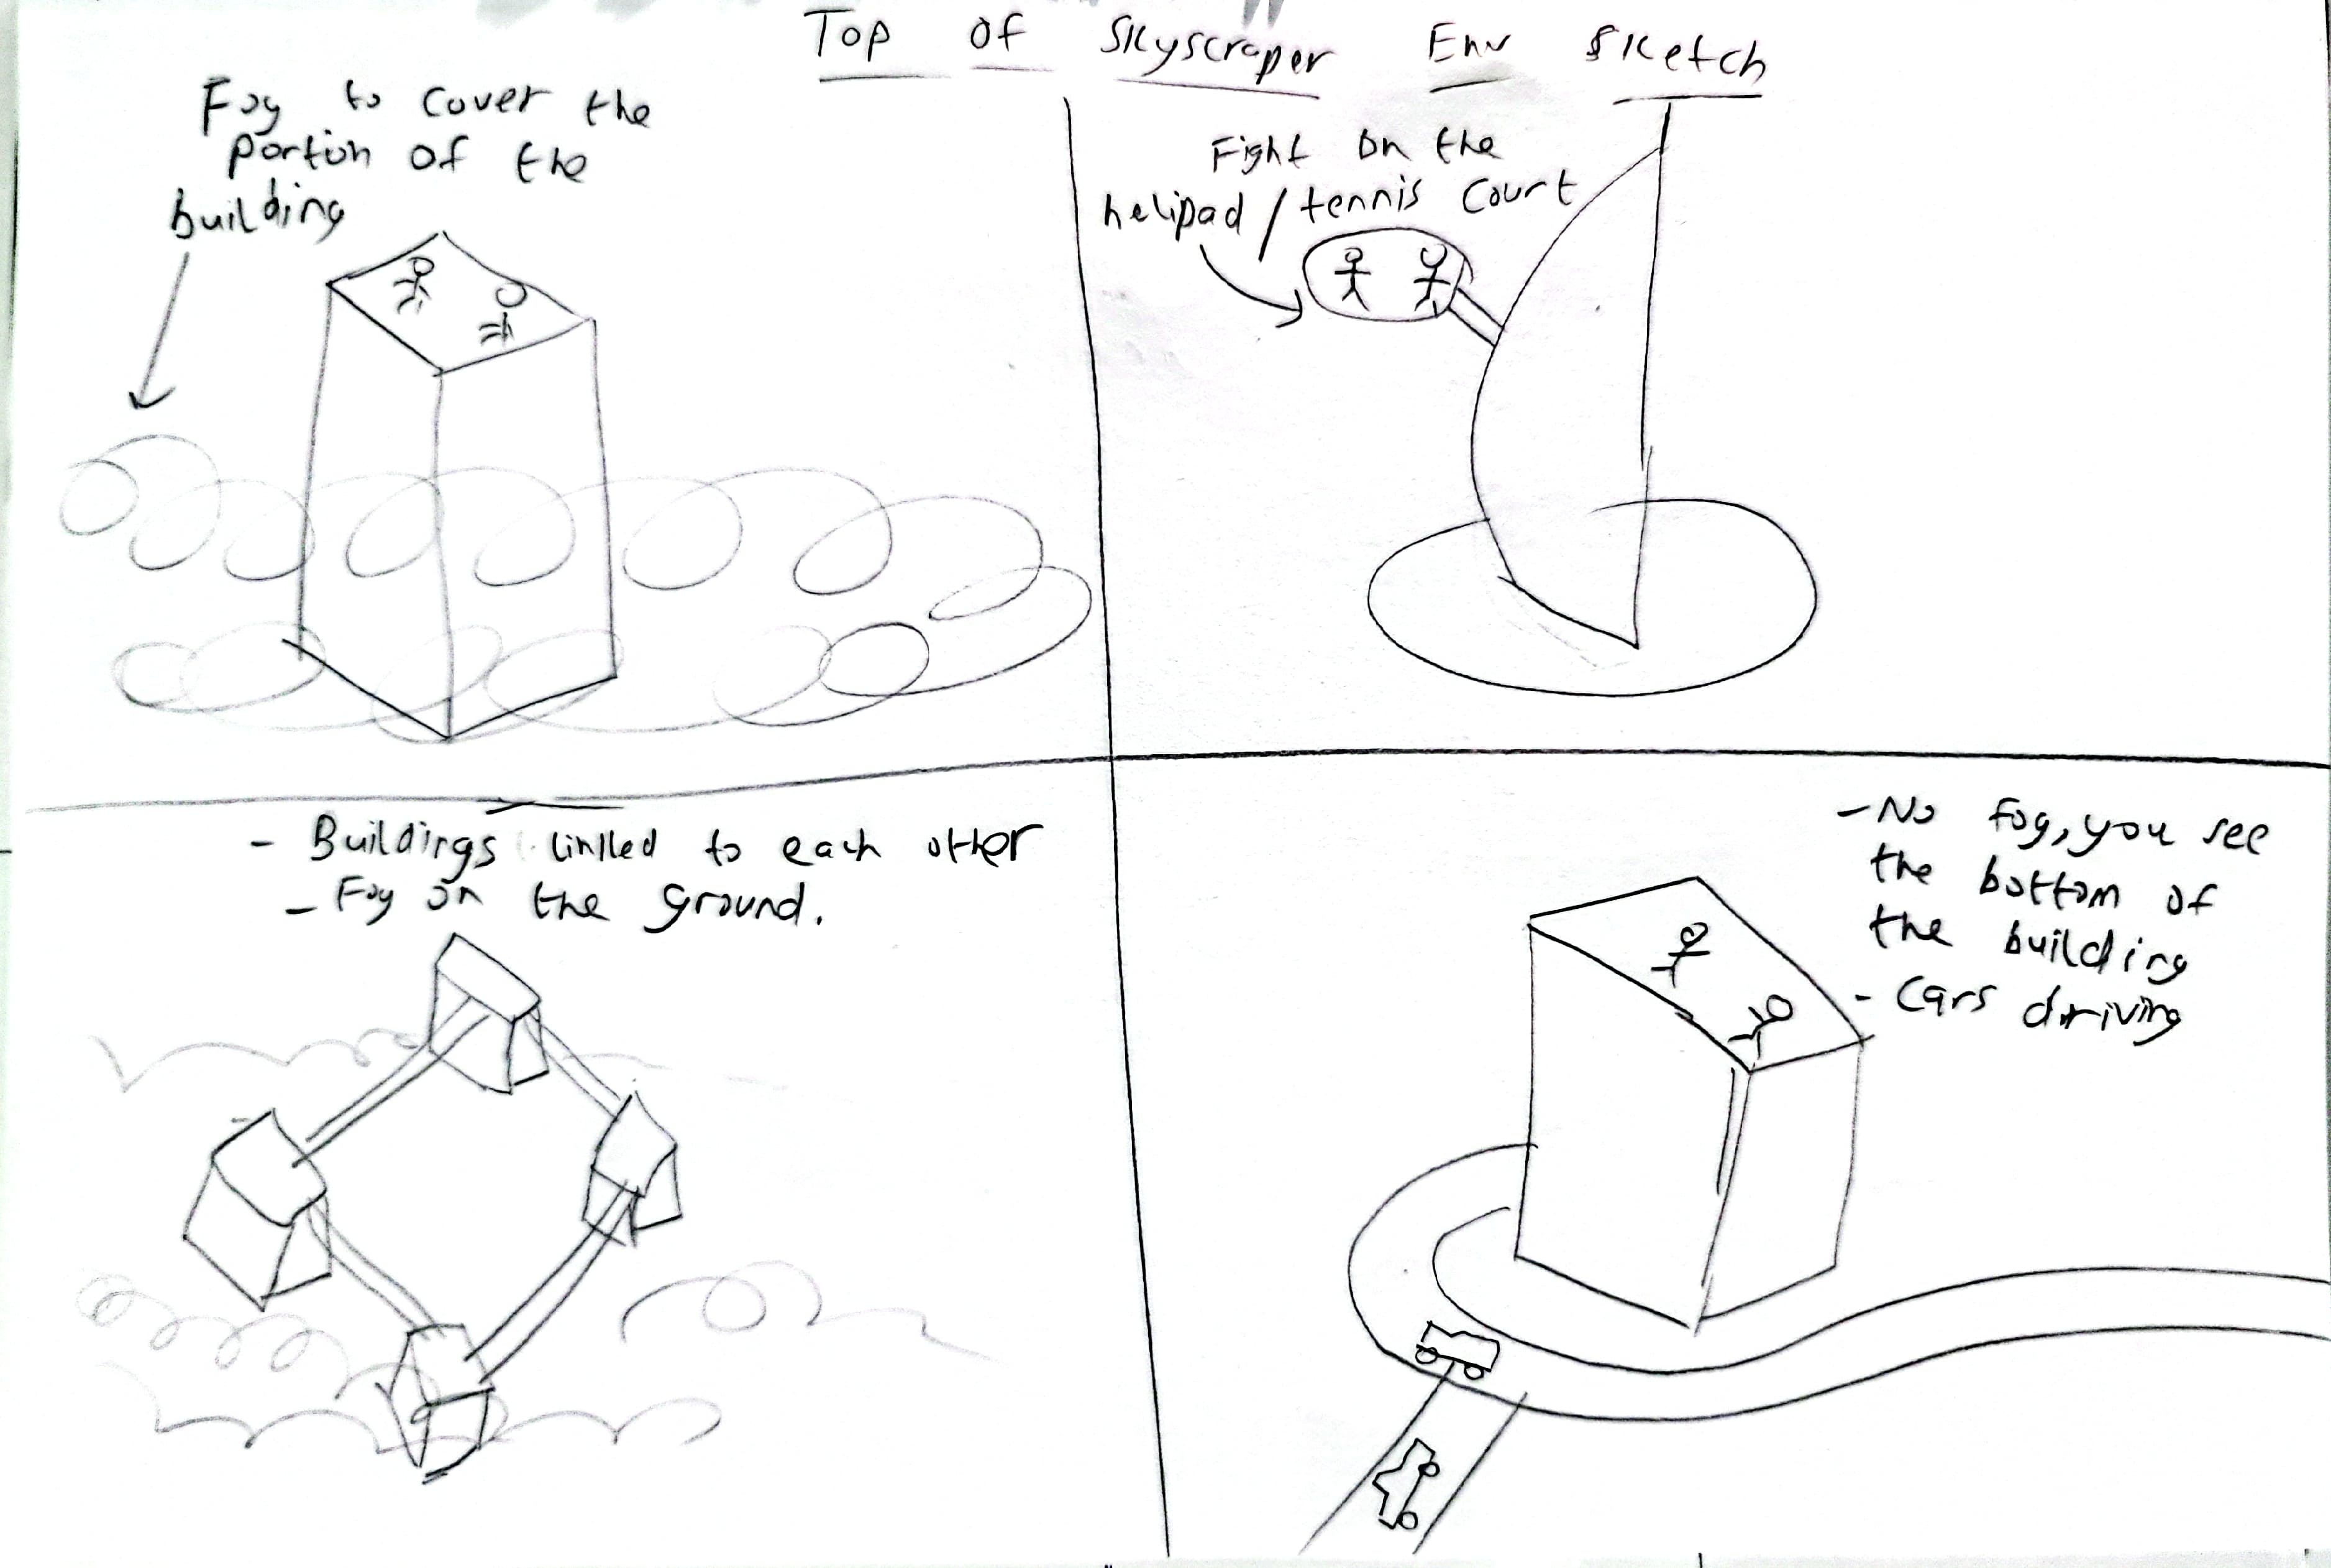 Top of Skyscraper Env Sketch
Fog to cover the
portion of the
building
Fight on the
helipad / tennis court
- Buildings linked to each other
- Fog on the ground.
- No fog, you see
the bottom of
the building
- Cars driving